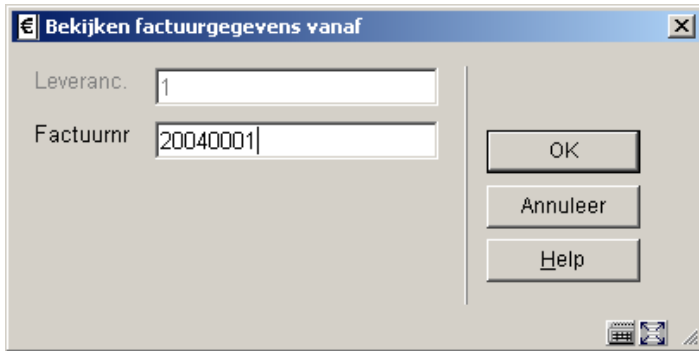 € Bekijken factuurgegevens vanaf
Leveranc. 1
Factuurnr 20040001
OK
Annuleer
Help